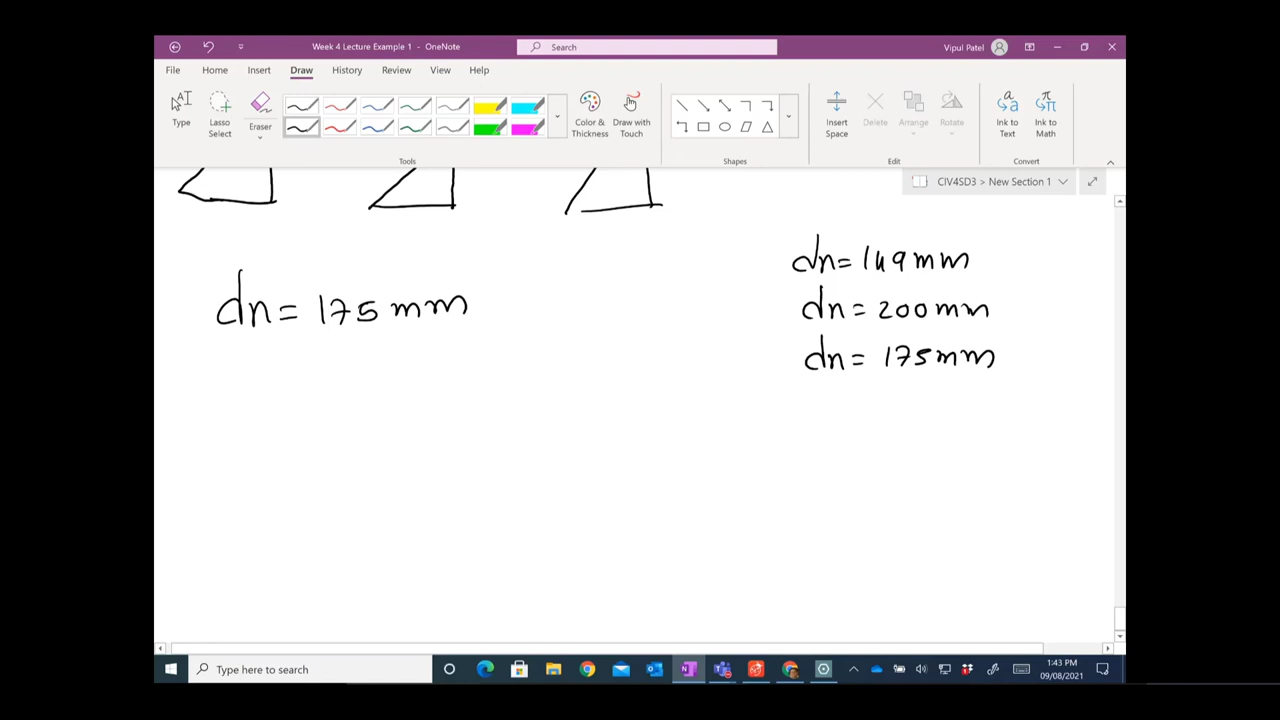 Week 4 Lecture Example 1 - OneNote
Search
Vipul Patel
File Home Insert Draw History Review View Help
Type
Lasso Select
Eraser
Color & Thickness
Draw with Touch
Insert Space
Delete
Arrange
Rotate
Ink to Text
Ink to Math
Tools
Shapes
Edit
Convert
CIV4SD3 > New Section 1
dn = 149 mm
dn = 175 mm
dn = 200 mm
dn = 175 mm
Type here to search
1:43 PM
09/08/2021